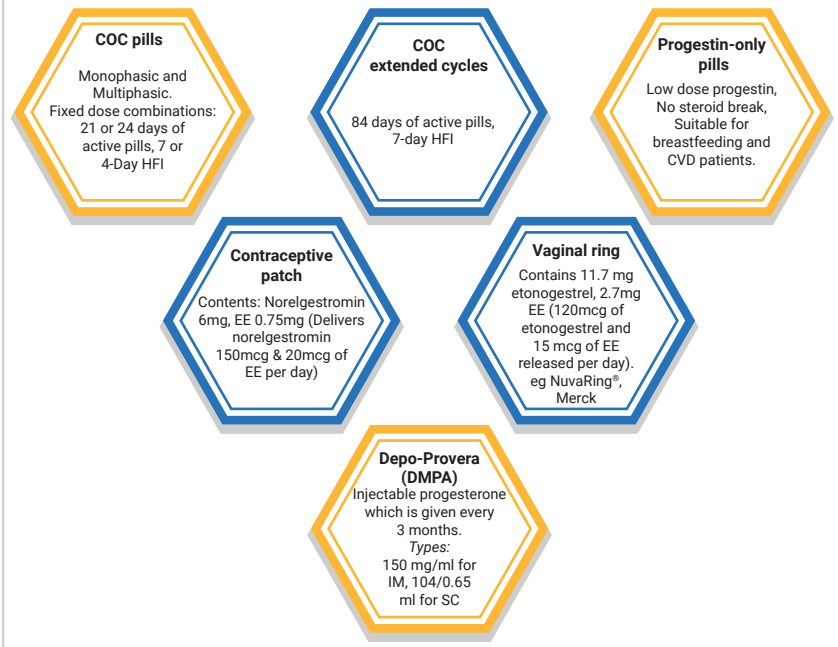 COC pills
Monophasic and
Multiphasic.
Fixed dose combinations:
21 or 24 days of
active pills, 7 or
4-Day HFI
COC
extended cycles
84 days of active pills,
7-day HFI
Progestin-only
pills
Low dose progestin,
No steroid break,
Suitable for
breastfeeding and
CVD patients.
Contraceptive
patch
Contents: Norelgestromin
6mg, EE 0.75mg (Delivers
norelgestromin
150mcg & 20mcg of
EE per day)
Vaginal ring
Contains 11.7 mg
etonogestrel, 2.7mg
EE (120mcg of
etonogestrel and
15 mcg of EE
released per day).
eg NuvaRing®,
Merck
Depo-Provera
(DMPA)
Injectable progesterone
which is given every
3 months.
Types:
150 mg/ml for
IM, 104/0.65
ml for SC